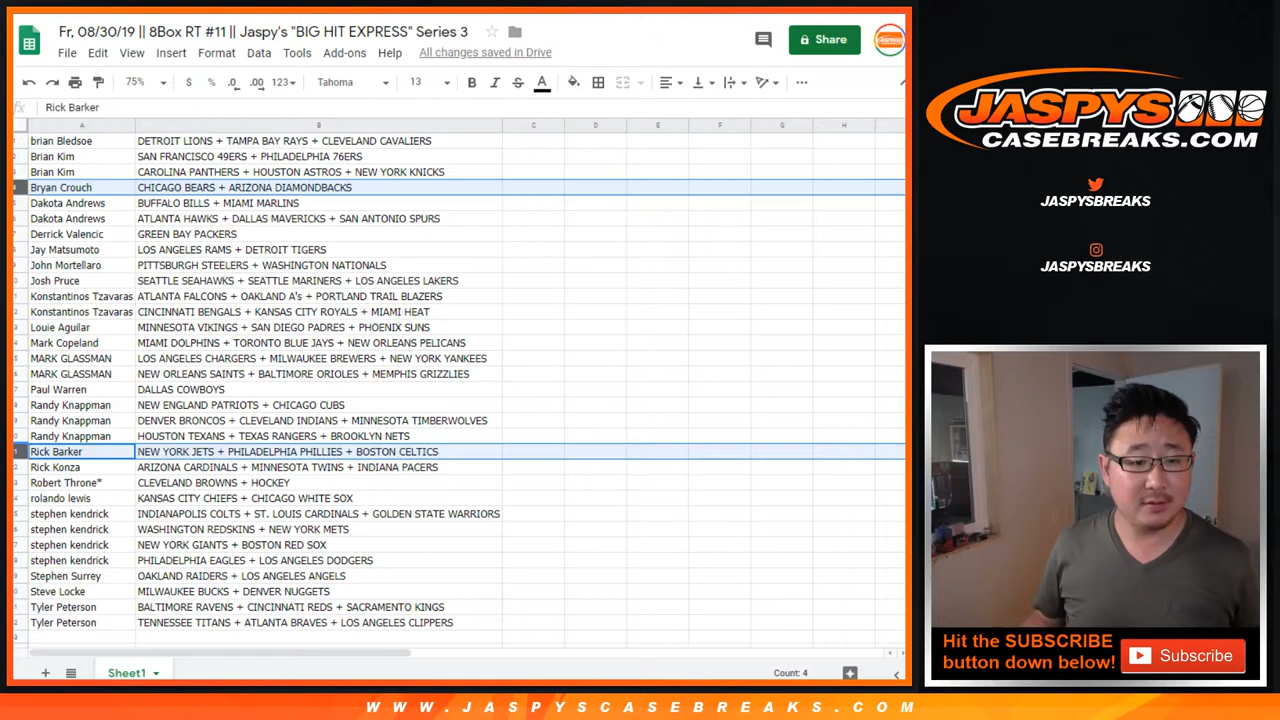 Fr, 08/30/19 || 8Box RT #11 || Jaspy's "BIG HIT EXPRESS" Series 3
File Edit View Insert Format Data Tools Add-ons Help All changes saved in Drive
Share
75% $ % .0 .00 123 Tahoma 13 B I S A
fx Rick Barker
A B C D E F G H
brian Bledsoe DETROIT LIONS + TAMPA BAY RAYS + CLEVELAND CAVALIERS
Brian Kim SAN FRANCISCO 49ERS + PHILADELPHIA 76ERS
Brian Kim CAROLINA PANTHERS + HOUSTON ASTROS + NEW YORK KNICKS
Bryan Crouch CHICAGO BEARS + ARIZONA DIAMONDBACKS
Dakota Andrews BUFFALO BILLS + MIAMI MARLINS
Dakota Andrews ATLANTA HAWKS + DALLAS MAVERICKS + SAN ANTONIO SPURS
Derrick Valencic GREEN BAY PACKERS
Jay Matsumoto LOS ANGELES RAMS + DETROIT TIGERS
John Mortellaro PITTSBURGH STEELERS + WASHINGTON NATIONALS
Josh Pruce SEATTLE SEAHAWKS + SEATTLE MARINERS + LOS ANGELES LAKERS
Konstantinos Tzavaras ATLANTA FALCONS + OAKLAND A's + PORTLAND TRAIL BLAZERS
Konstantinos Tzavaras CINCINNATI BENGALS + KANSAS CITY ROYALS + MIAMI HEAT
Louie Aguilar MINNESOTA VIKINGS + SAN DIEGO PADRES + PHOENIX SUNS
Mark Copeland MIAMI DOLPHINS + TORONTO BLUE JAYS + NEW ORLEANS PELICANS
MARK GLASSMAN LOS ANGELES CHARGERS + MILWAUKEE BREWERS + NEW YORK YANKEES
MARK GLASSMAN NEW ORLEANS SAINTS + BALTIMORE ORIOLES + MEMPHIS GRIZZLIES
Paul Warren DALLAS COWBOYS
Randy Knappman NEW ENGLAND PATRIOTS + CHICAGO CUBS
Randy Knappman DENVER BRONCOS + CLEVELAND INDIANS + MINNESOTA TIMBERWOLVES
Randy Knappman HOUSTON TEXANS + TEXAS RANGERS + BROOKLYN NETS
Rick Barker NEW YORK JETS + PHILADELPHIA PHILLIES + BOSTON CELTICS
Rick Konza ARIZONA CARDINALS + MINNESOTA TWINS + INDIANA PACERS
Robert Throne* CLEVELAND BROWNS + HOCKEY
rolando lewis KANSAS CITY CHIEFS + CHICAGO WHITE SOX
stephen kendrick INDIANAPOLIS COLTS + ST. LOUIS CARDINALS + GOLDEN STATE WARRIORS
stephen kendrick WASHINGTON REDSKINS + NEW YORK METS
stephen kendrick NEW YORK GIANTS + BOSTON RED SOX
stephen kendrick PHILADELPHIA EAGLES + LOS ANGELES DODGERS
Stephen Surrey OAKLAND RAIDERS + LOS ANGELES ANGELS
Steve Locke MILWAUKEE BUCKS + DENVER NUGGETS
Tyler Peterson BALTIMORE RAVENS + CINCINNATI REDS + SACRAMENTO KINGS
Tyler Peterson TENNESSEE TITANS + ATLANTA BRAVES + LOS ANGELES CLIPPERS
Sheet1 Count: 4
JASPYS
CASEBREAKS.COM
JASPYSBREAKS
JASPYSBREAKS
Hit the SUBSCRIBE
button down below!
Subscribe
WWW.JASPYSCASEBREAKS.COM